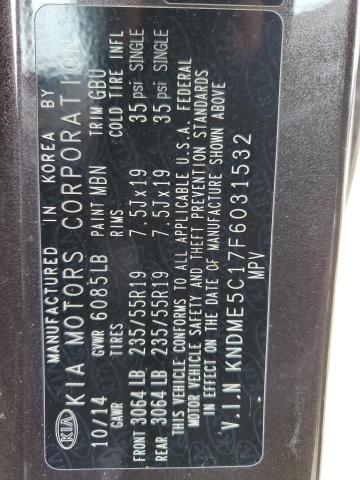 KIA
MANUFACTURED IN KOREA BY
KIA MOTORS CORPORATION
10/14 GVWR 6085LB PAINT MBN TRIM GBU
GAWR TIRES RIMS COLD TIRE INFL
FRONT 3064 LB 235/55R19 7.5Jx19 35 psi SINGLE
REAR 3064 LB 235/55R19 7.5Jx19 35 psi SINGLE
THIS VEHICLE CONFORMS TO ALL APPLICABLE U.S.A. FEDERAL
MOTOR VEHICLE SAFETY AND THEFT PREVENTION STANDARDS
IN EFFECT ON THE DATE OF MANUFACTURE SHOWN ABOVE
V.I.N KNDME5C17F6031532
MPV